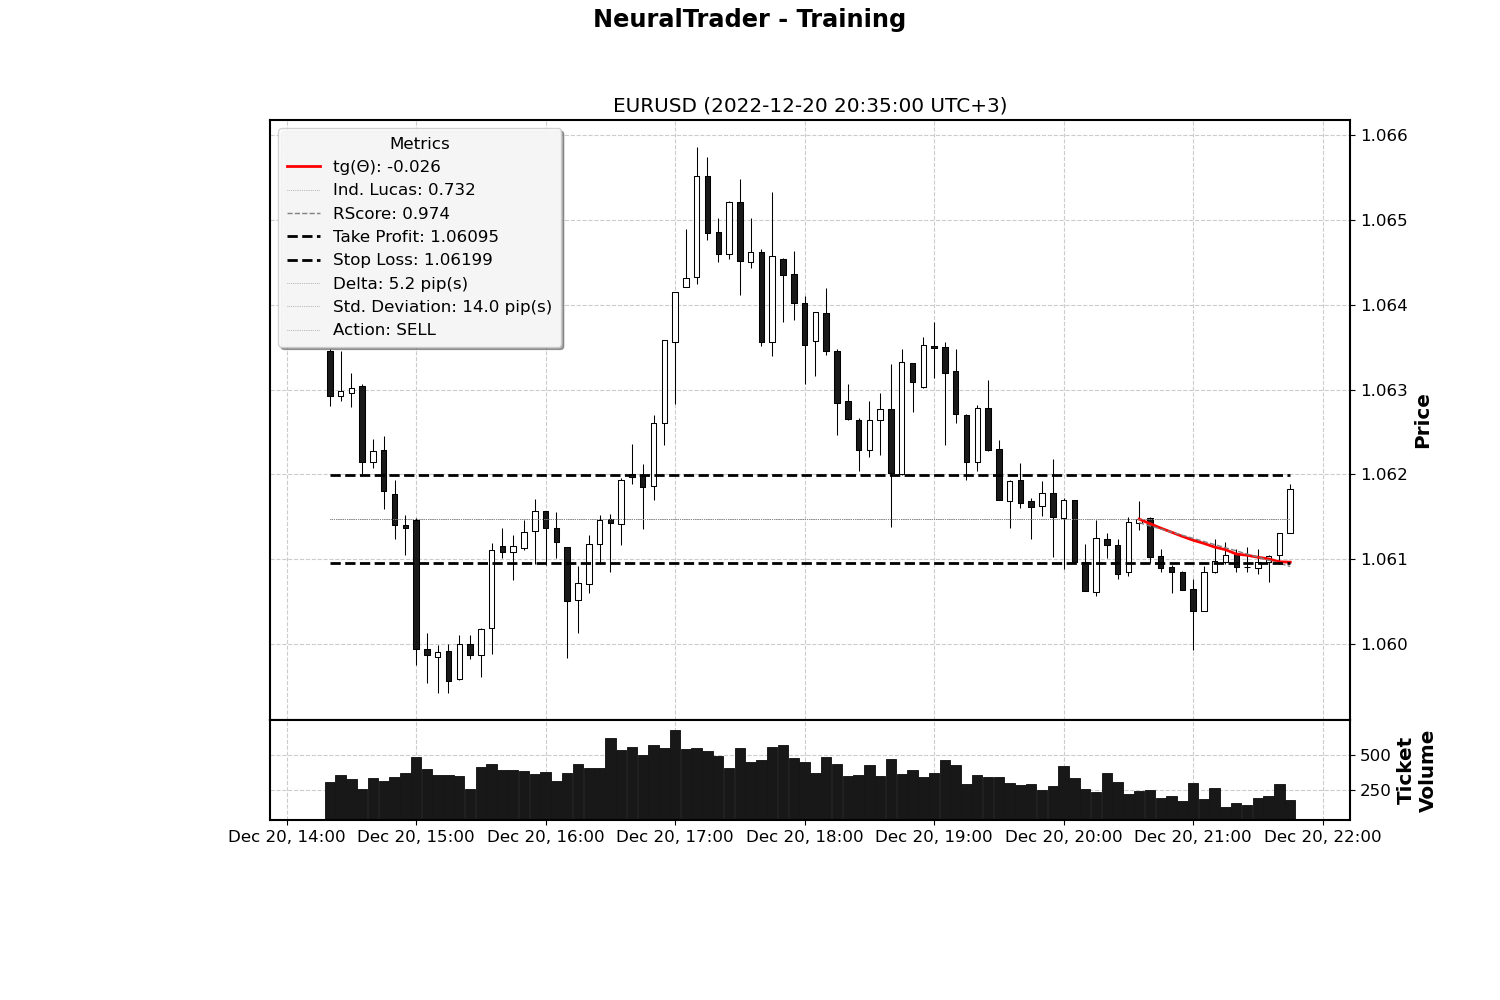 NeuralTrader - Training
EURUSD (2022-12-20 20:35:00 UTC+3)
Metrics
tg(Θ): -0.026
Ind. Lucas: 0.732
RScore: 0.974
Take Profit: 1.06095
Stop Loss: 1.06199
Delta: 5.2 pip(s)
Std. Deviation: 14.0 pip(s)
Action: SELL
1.066
1.065
1.064
1.063
1.062
1.061
1.060
Price
500
250
Ticket
Volume
Dec 20, 14:00 Dec 20, 15:00 Dec 20, 16:00 Dec 20, 17:00 Dec 20, 18:00 Dec 20, 19:00 Dec 20, 20:00 Dec 20, 21:00 Dec 20, 22:00